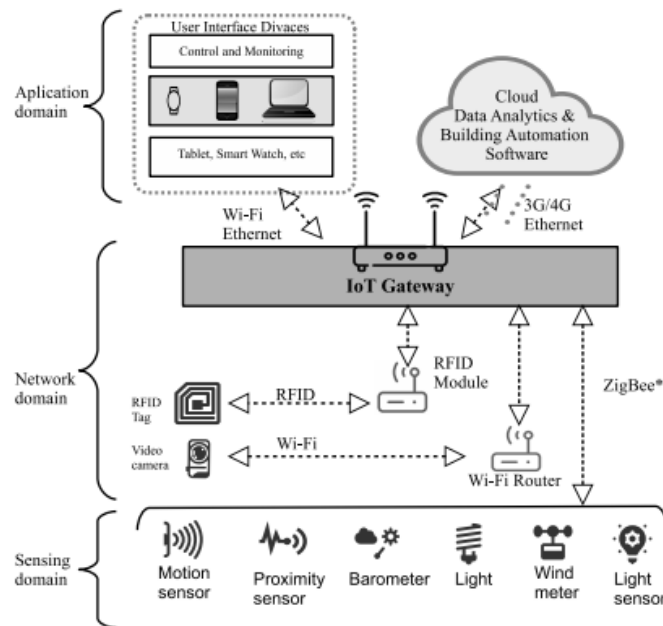 User Interface Divaces
Control and Monitoring
Tablet, Smart Watch, etc
Aplication
domain
Cloud
Data Analytics &
Building Automation
Software
Wi-Fi
Ethernet
3G/4G
Ethernet
IoT Gateway
Network
domain
RFID
Module
ZigBee®
RFID
Tag
RFID
Video
camera
Wi-Fi
Wi-Fi Router
Sensing
domain
Motion
sensor
Proximity
sensor
Barometer
Light
Wind
meter
Light
sensor